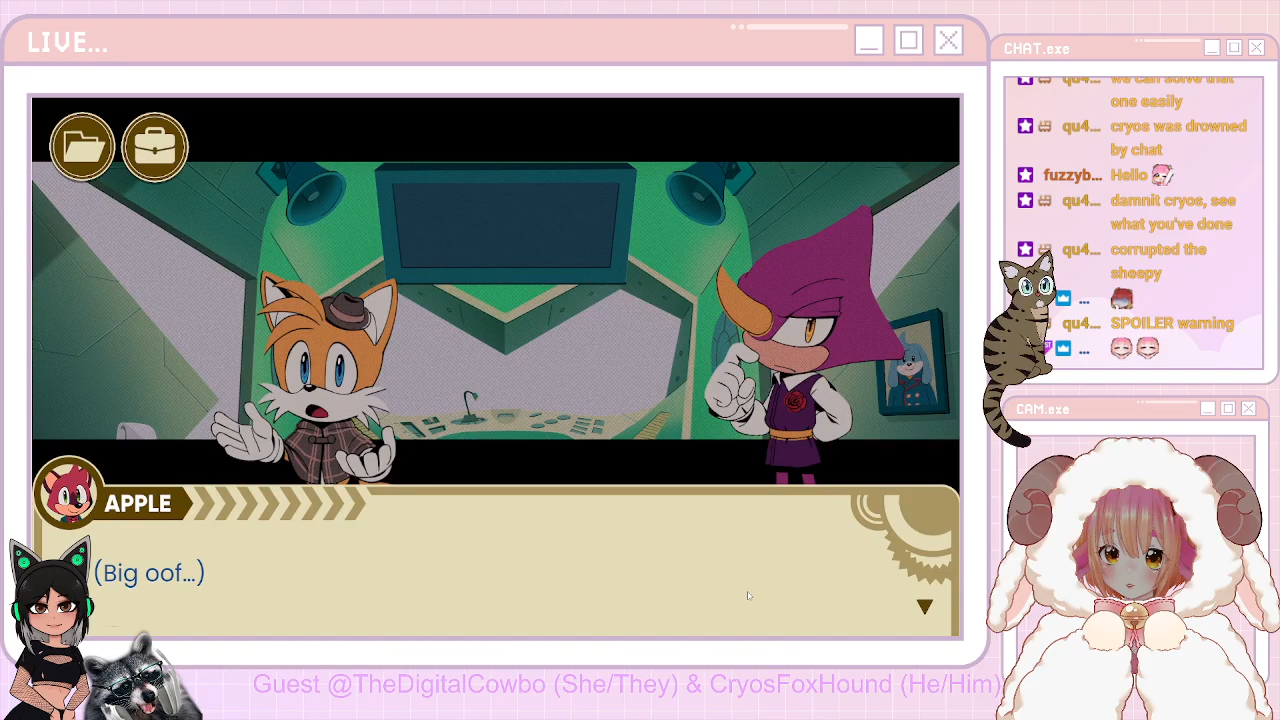 LIVE...
APPLE
(Big oof...)
CHAT.exe
qu4... we can solve that
one easily
qu4... cryos was drowned
by chat
fuzzyb... Hello
qu4... damnit cryos, see
what you've done
qu4... corrupted the
sheepy
...
qu4... SPOILER warning
...
CAM.exe
Guest @TheDigitalCowbo (She/They) & CryosFoxHound (He/Him)